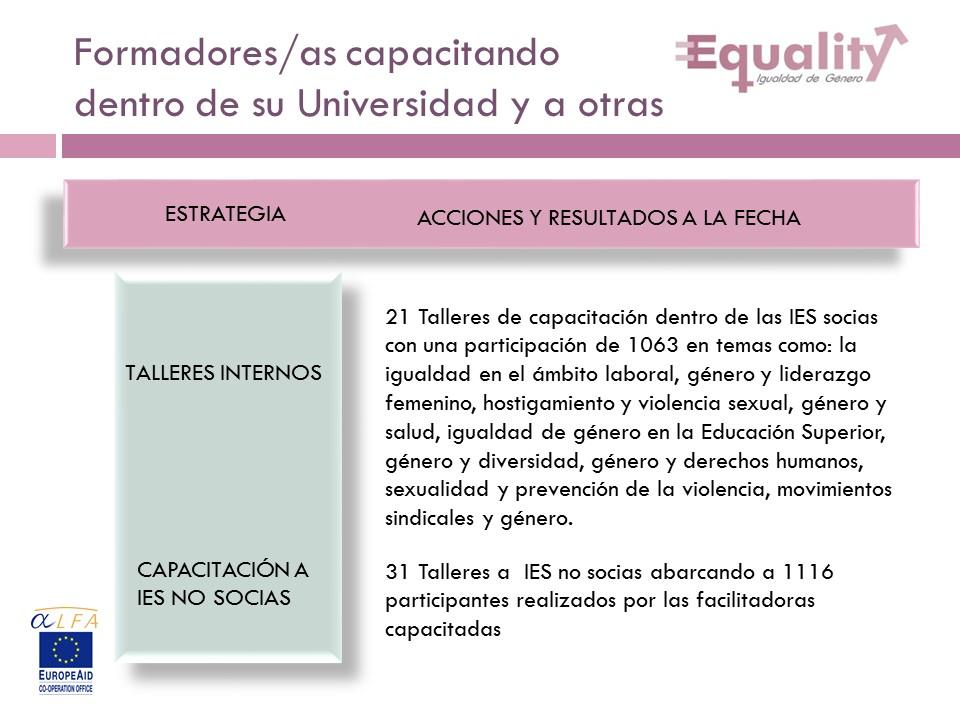 Formadores/as capacitando
dentro de su Universidad y a otras
Equality
Igualdad de Género
ESTRATEGIA
ACCIONES Y RESULTADOS A LA FECHA
TALLERES INTERNOS
21 Talleres de capacitación dentro de las IES socias
con una participación de 1063 en temas como: la
igualdad en el ámbito laboral, género y liderazgo
femenino, hostigamiento y violencia sexual, género y
salud, igualdad de género en la Educación Superior,
género y diversidad, género y derechos humanos,
sexualidad y prevención de la violencia, movimientos
sindicales y género.
CAPACITACIÓN A
IES NO SOCIAS
31 Talleres a IES no socias abarcando a 1116
participantes realizados por las facilitadoras
capacitadas
αLFA
EUROPEAID
CO-OPERATION OFFICE